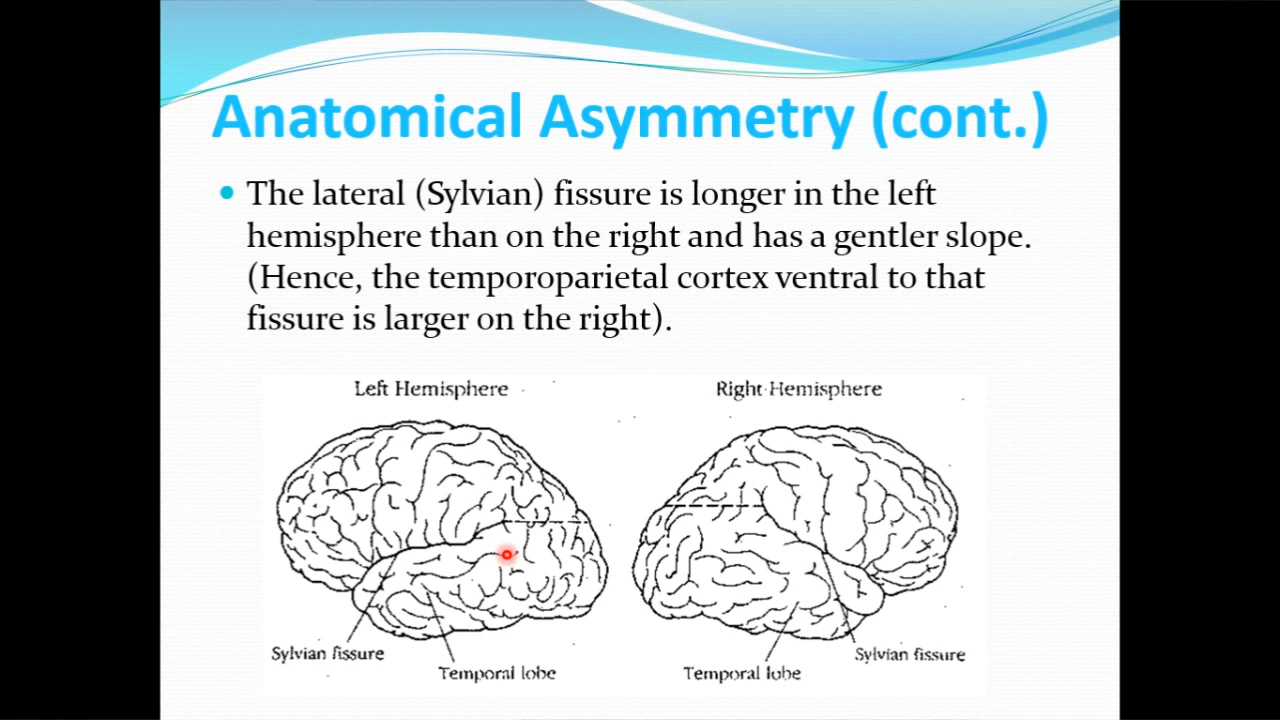 Anatomical Asymmetry (cont.)
• The lateral (Sylvian) fissure is longer in the left
hemisphere than on the right and has a gentler slope.
(Hence, the temporoparietal cortex ventral to that
fissure is larger on the right).
Left Hemisphere
Right Hemisphere
Sylvian fissure
Temporal lobe
Temporal lobe
Sylvian fissure